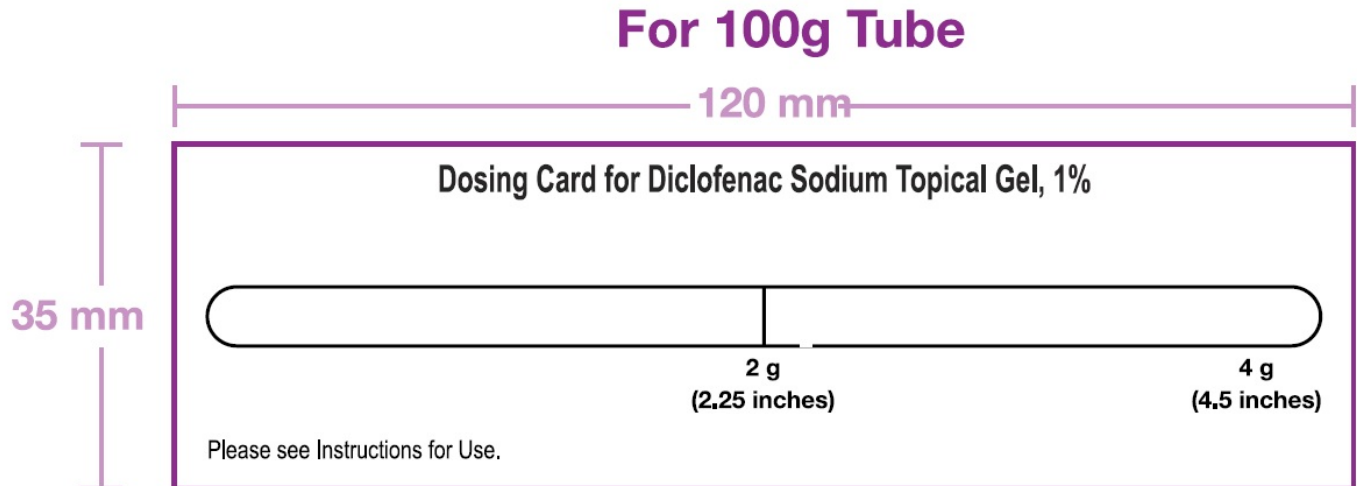 For 100g Tube
120 mm
Dosing Card for Diclofenac Sodium Topical Gel, 1%
35 mm
2 g
4 g
(2.25 inches)
(4.5 inches)
Please see Instructions for Use.